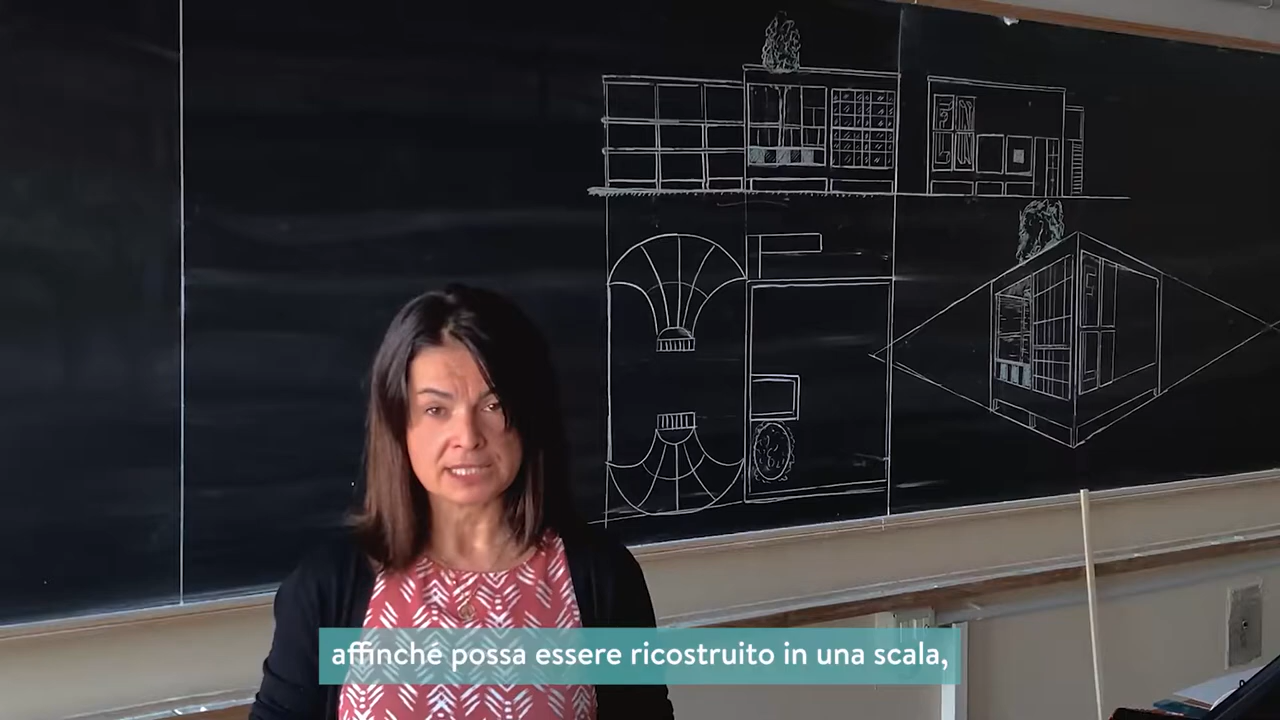 affinché possa essere ricostruito in una scala,